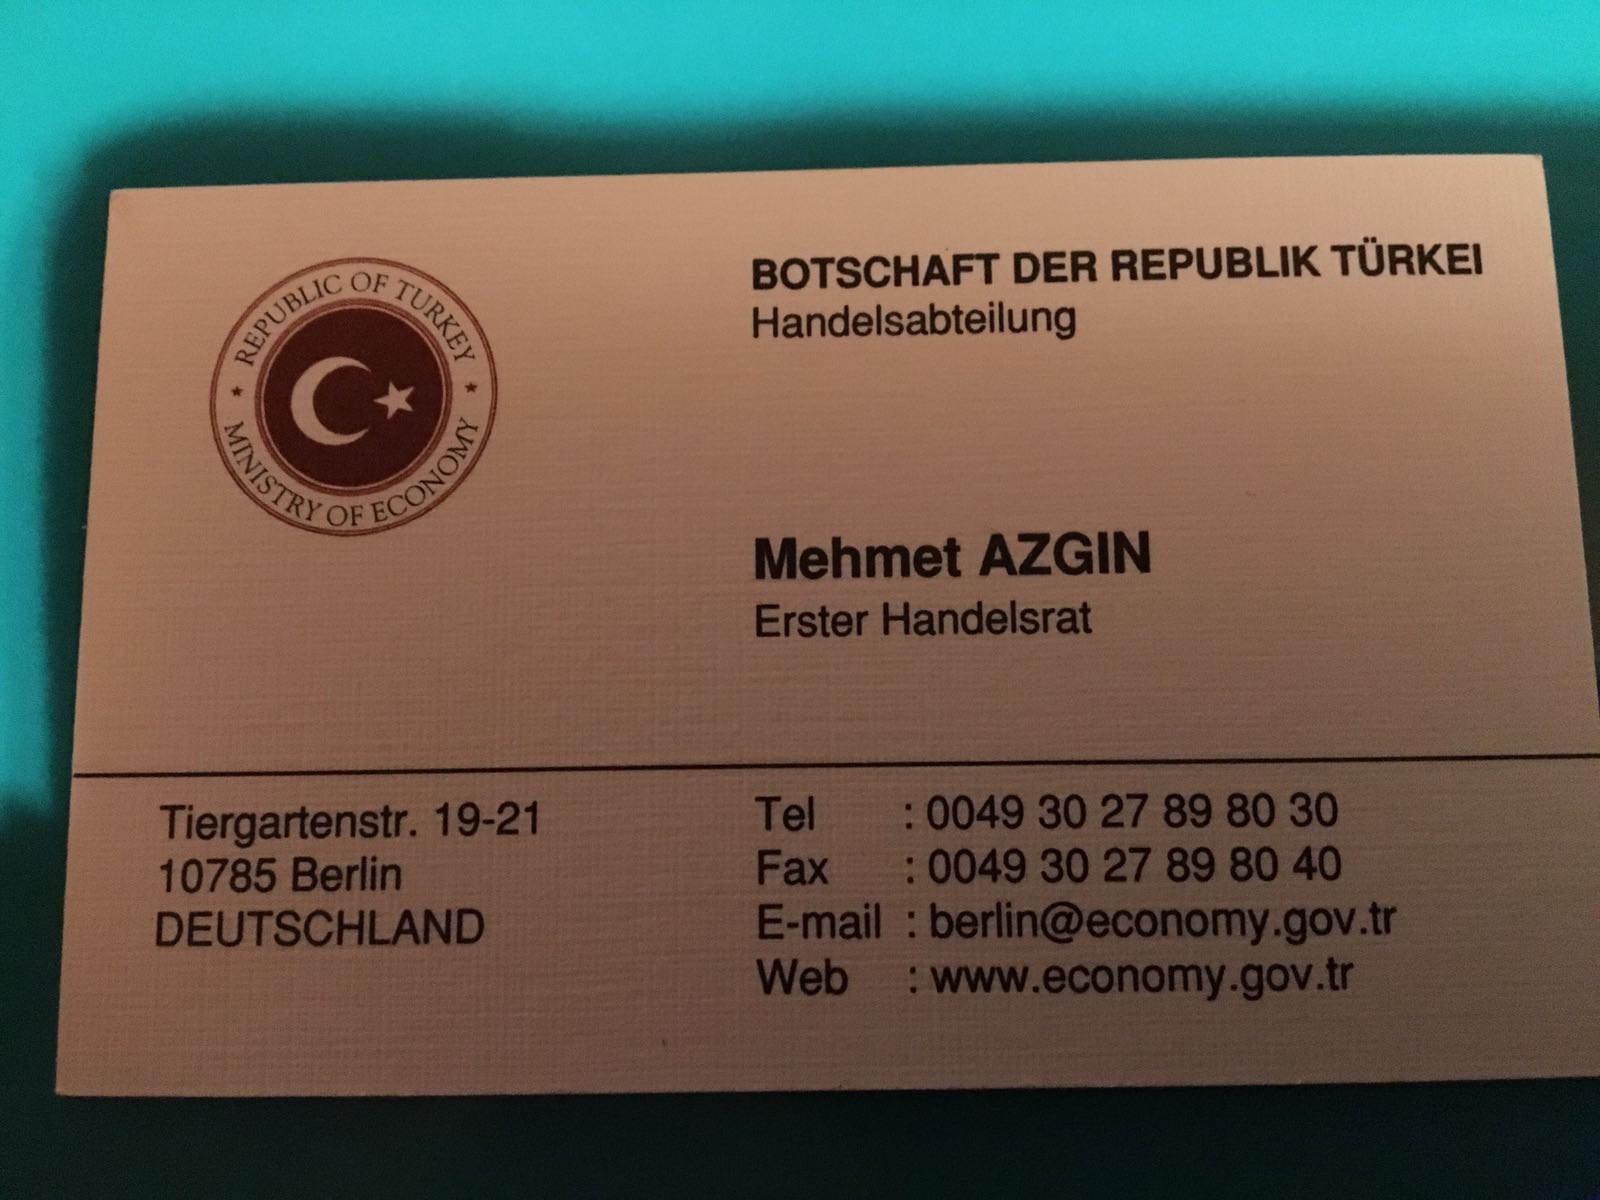 REPUBLIC OF TURKEY
MINISTRY OF ECONOMY
BOTSCHAFT DER REPUBLIK TÜRKEI
Handelsabteilung
Mehmet AZGIN
Erster Handelsrat
Tiergartenstr. 19-21
10785 Berlin
DEUTSCHLAND
Tel : 0049 30 27 89 80 30
Fax : 0049 30 27 89 80 40
E-mail : berlin@economy.gov.tr
Web : www.economy.gov.tr